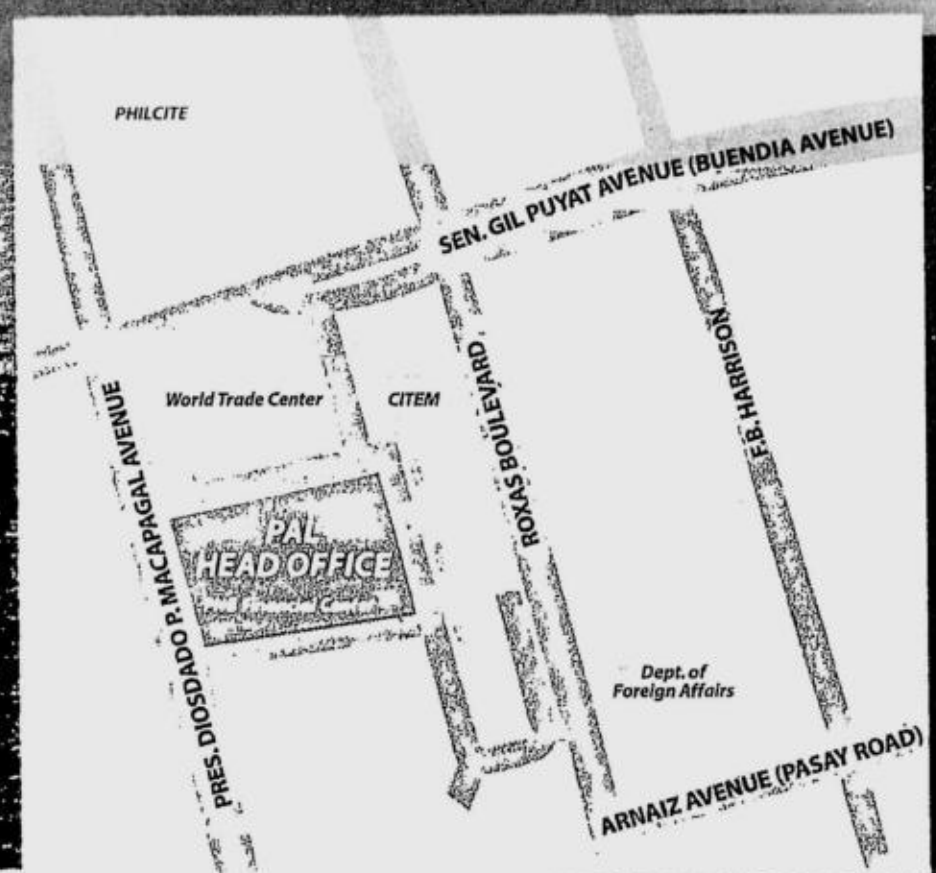 PHILCITE
SEN. GIL PUYAT AVENUE (BUENDIA AVENUE)
World Trade Center
CITEM
PRES. DIOSDADO P. MACAPAGAL AVENUE
ROXAS BOULEVARD
F.B. HARRISON
PAL
HEAD OFFICE
Dept. of
Foreign Affairs
ARNAIZ AVENUE (PASAY ROAD)